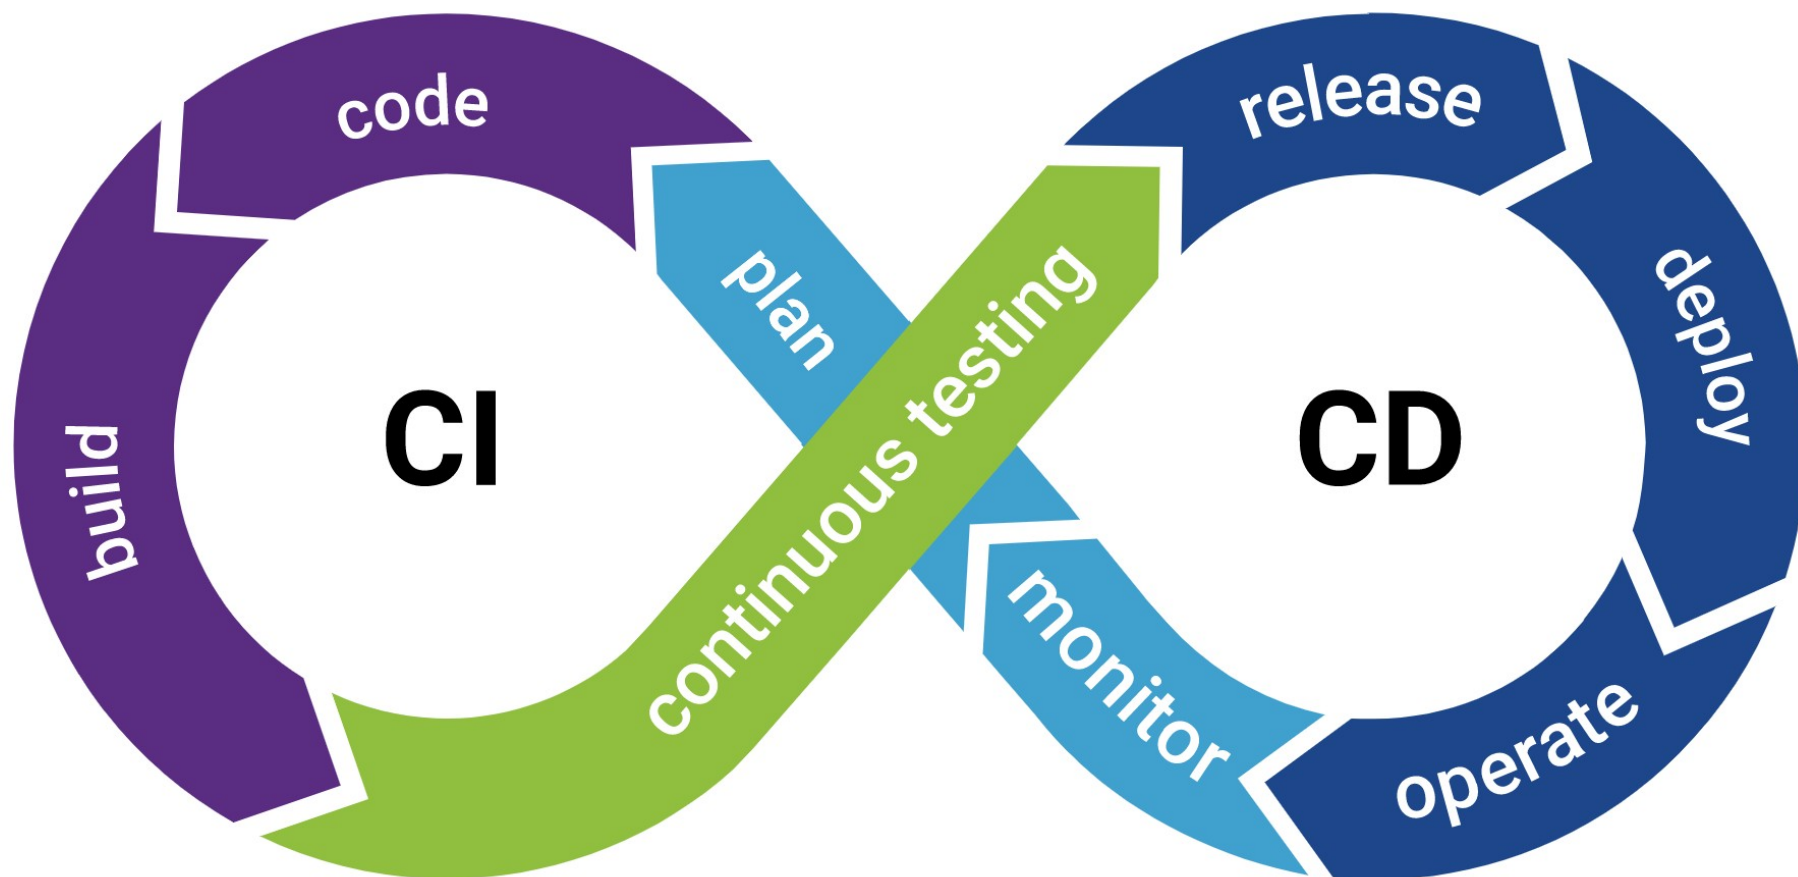 code
build
CI
plan
continuous testing
release
deploy
CD
operate
monitor